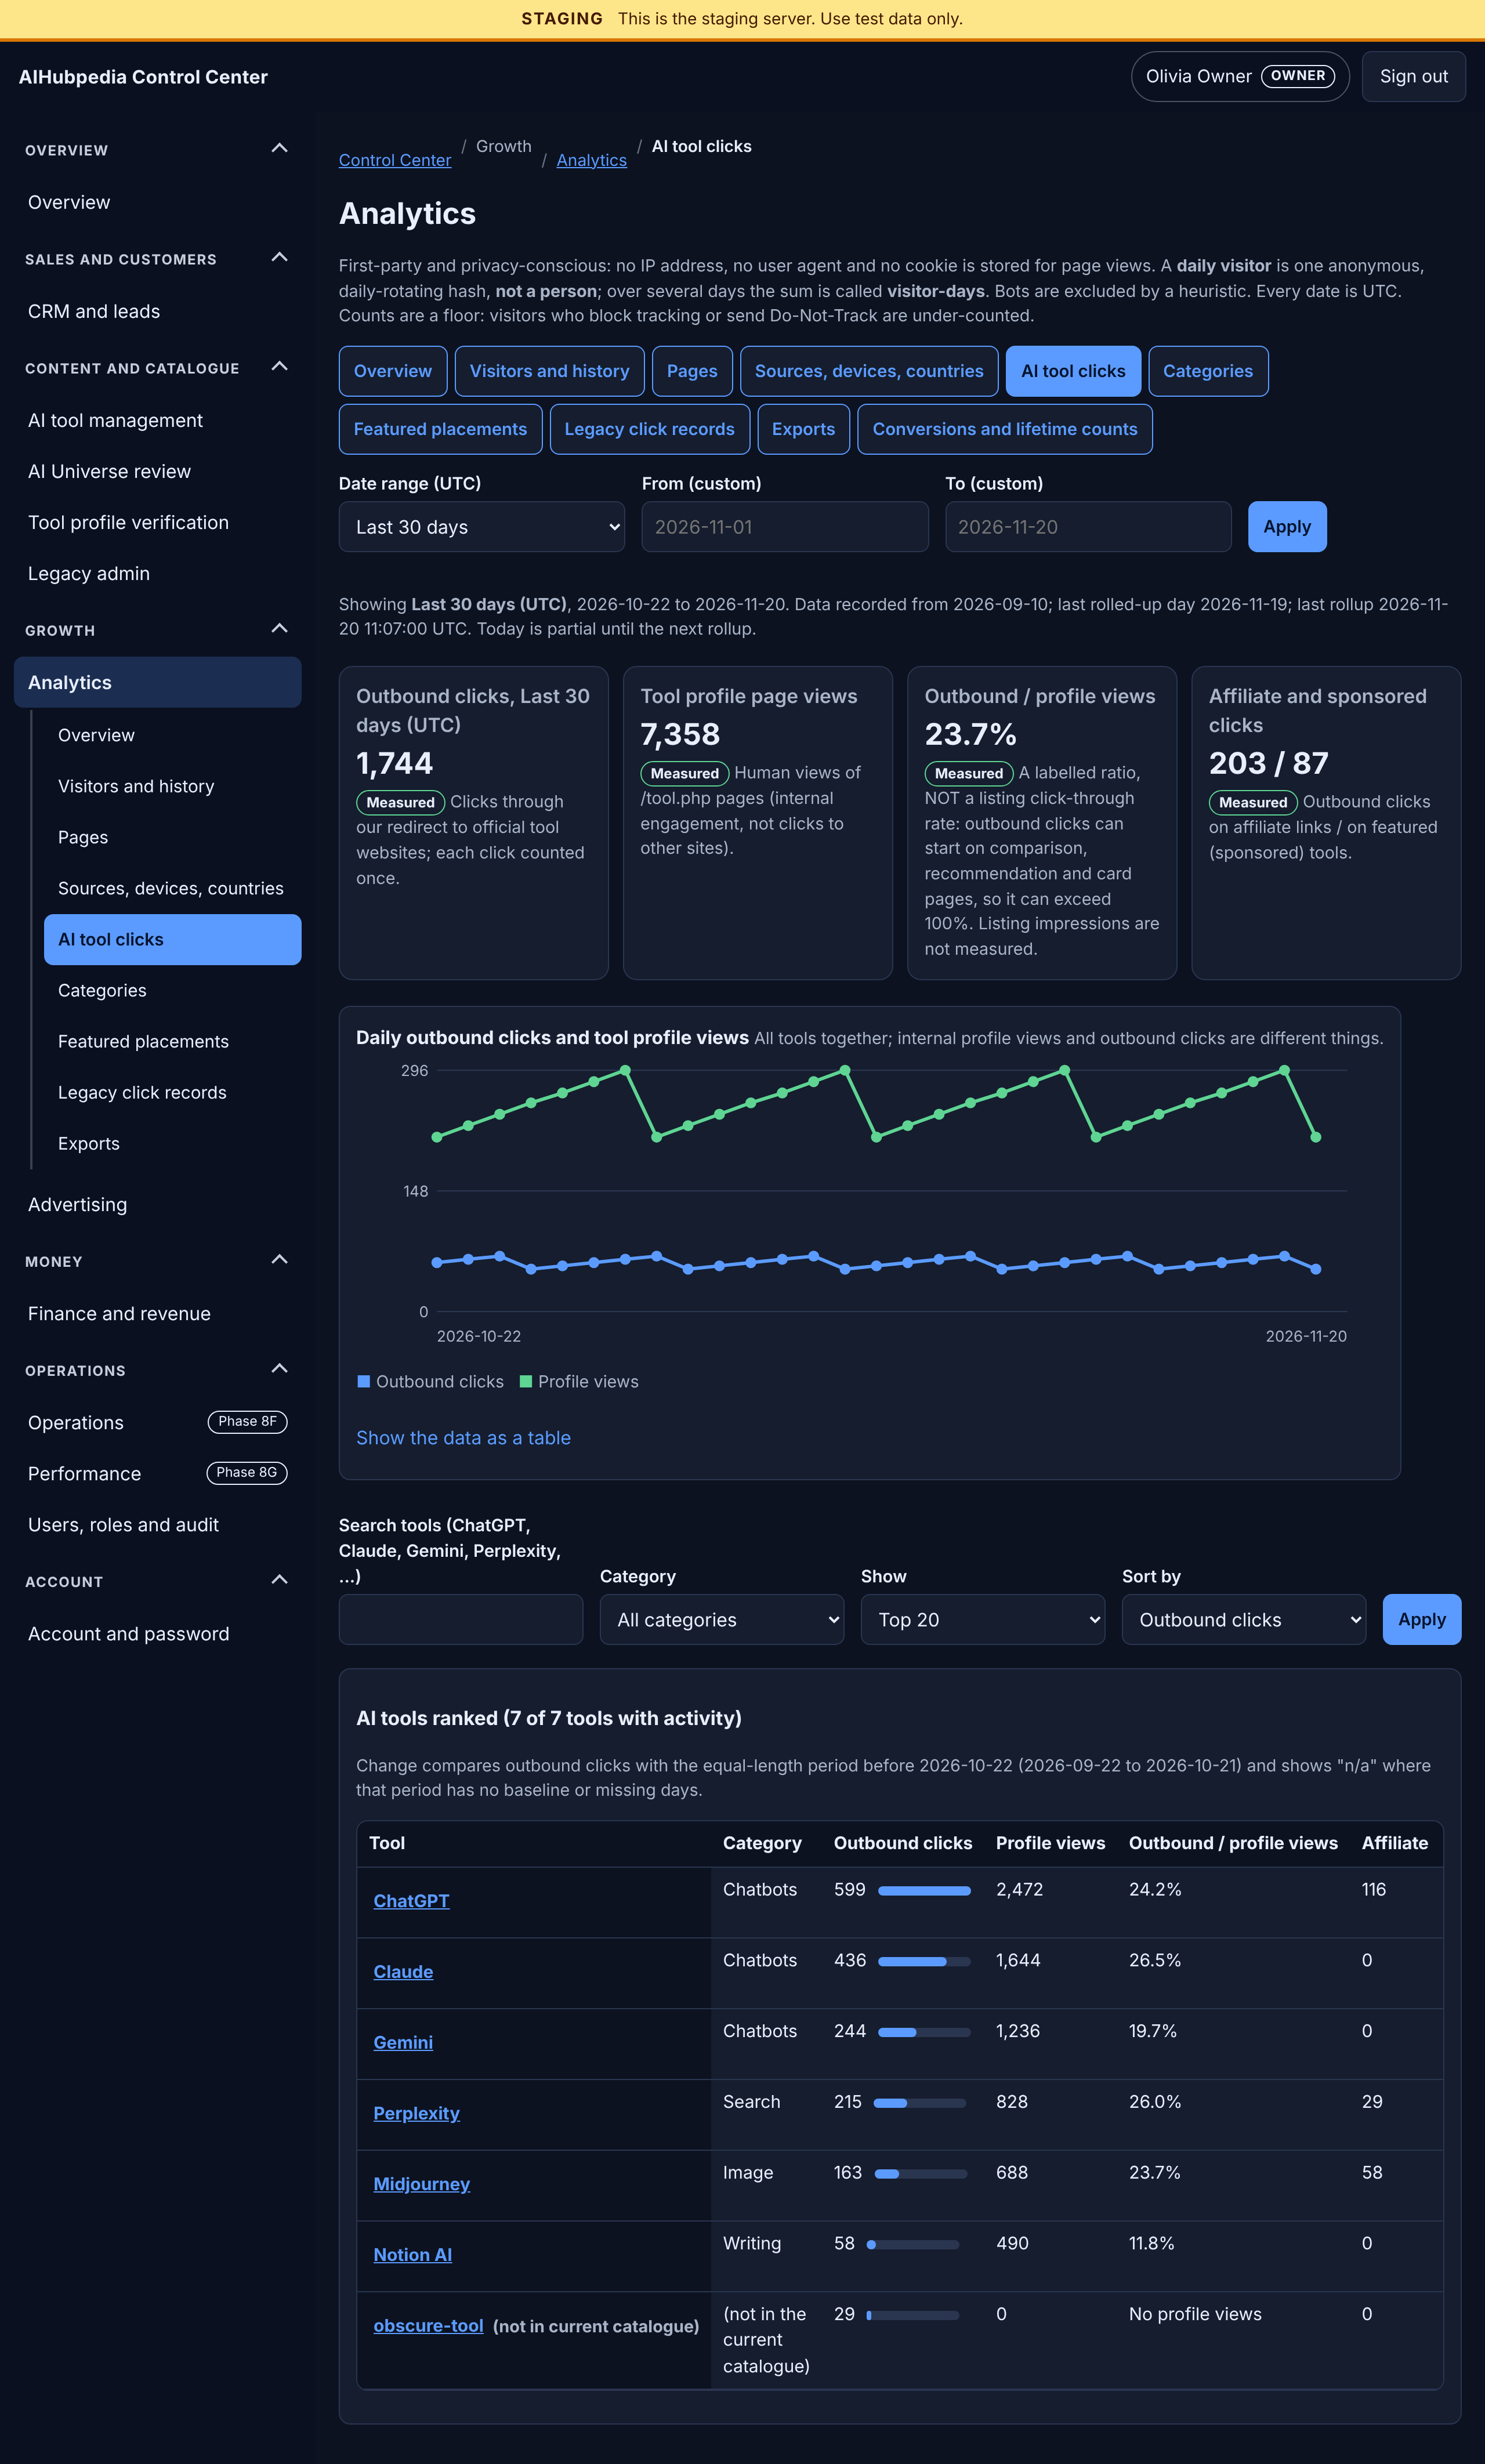 STAGING This is the staging server. Use test data only.
AIHubpedia Control Center
Olivia Owner OWNER
Sign out
OVERVIEW
Overview
SALES AND CUSTOMERS
CRM and leads
CONTENT AND CATALOGUE
AI tool management
AI Universe review
Tool profile verification
Legacy admin
GROWTH
Analytics
Overview
Visitors and history
Pages
Sources, devices, countries
AI tool clicks
Categories
Featured placements
Legacy click records
Exports
Advertising
MONEY
Finance and revenue
OPERATIONS
Operations Phase 8F
Performance Phase 8G
Users, roles and audit
ACCOUNT
Account and password
Control Center / Growth / Analytics / AI tool clicks
Analytics
First-party and privacy-conscious: no IP address, no user agent and no cookie is stored for page views. A daily visitor is one anonymous,
daily-rotating hash, not a person; over several days the sum is called visitor-days. Bots are excluded by a heuristic. Every date is UTC.
Counts are a floor: visitors who block tracking or send Do-Not-Track are under-counted.
Overview Visitors and history Pages Sources, devices, countries AI tool clicks Categories
Featured placements Legacy click records Exports Conversions and lifetime counts
Date range (UTC) From (custom) To (custom)
Last 30 days 2026-11-01 2026-11-20 Apply
Showing Last 30 days (UTC), 2026-10-22 to 2026-11-20. Data recorded from 2026-09-10; last rolled-up day 2026-11-19; last rollup 2026-11-
20 11:07:00 UTC. Today is partial until the next rollup.
Outbound clicks, Last 30
days (UTC)
1,744
Measured Clicks through
our redirect to official tool
websites; each click counted
once.
Tool profile page views
7,358
Measured Human views of
/tool.php pages (internal
engagement, not clicks to
other sites).
Outbound / profile views
23.7%
Measured A labelled ratio,
NOT a listing click-through
rate: outbound clicks can
start on comparison,
recommendation and card
pages, so it can exceed
100%. Listing impressions are
not measured.
Affiliate and sponsored
clicks
203 / 87
Measured Outbound clicks
on affiliate links / on featured
(sponsored) tools.
Daily outbound clicks and tool profile views All tools together; internal profile views and outbound clicks are different things.
296
148
0
2026-10-22 2026-11-20
Outbound clicks Profile views
Show the data as a table
Search tools (ChatGPT,
Claude, Gemini, Perplexity,
...)
Category Show Sort by
All categories Top 20 Outbound clicks Apply
AI tools ranked (7 of 7 tools with activity)
Change compares outbound clicks with the equal-length period before 2026-10-22 (2026-09-22 to 2026-10-21) and shows "n/a" where
that period has no baseline or missing days.
Tool Category Outbound clicks Profile views Outbound / profile views Affiliate
ChatGPT Chatbots 599 2,472 24.2% 116
Claude Chatbots 436 1,644 26.5% 0
Gemini Chatbots 244 1,236 19.7% 0
Perplexity Search 215 828 26.0% 29
Midjourney Image 163 688 23.7% 58
Notion AI Writing 58 490 11.8% 0
obscure-tool (not in current catalogue) (not in the current catalogue) 29 0 No profile views 0